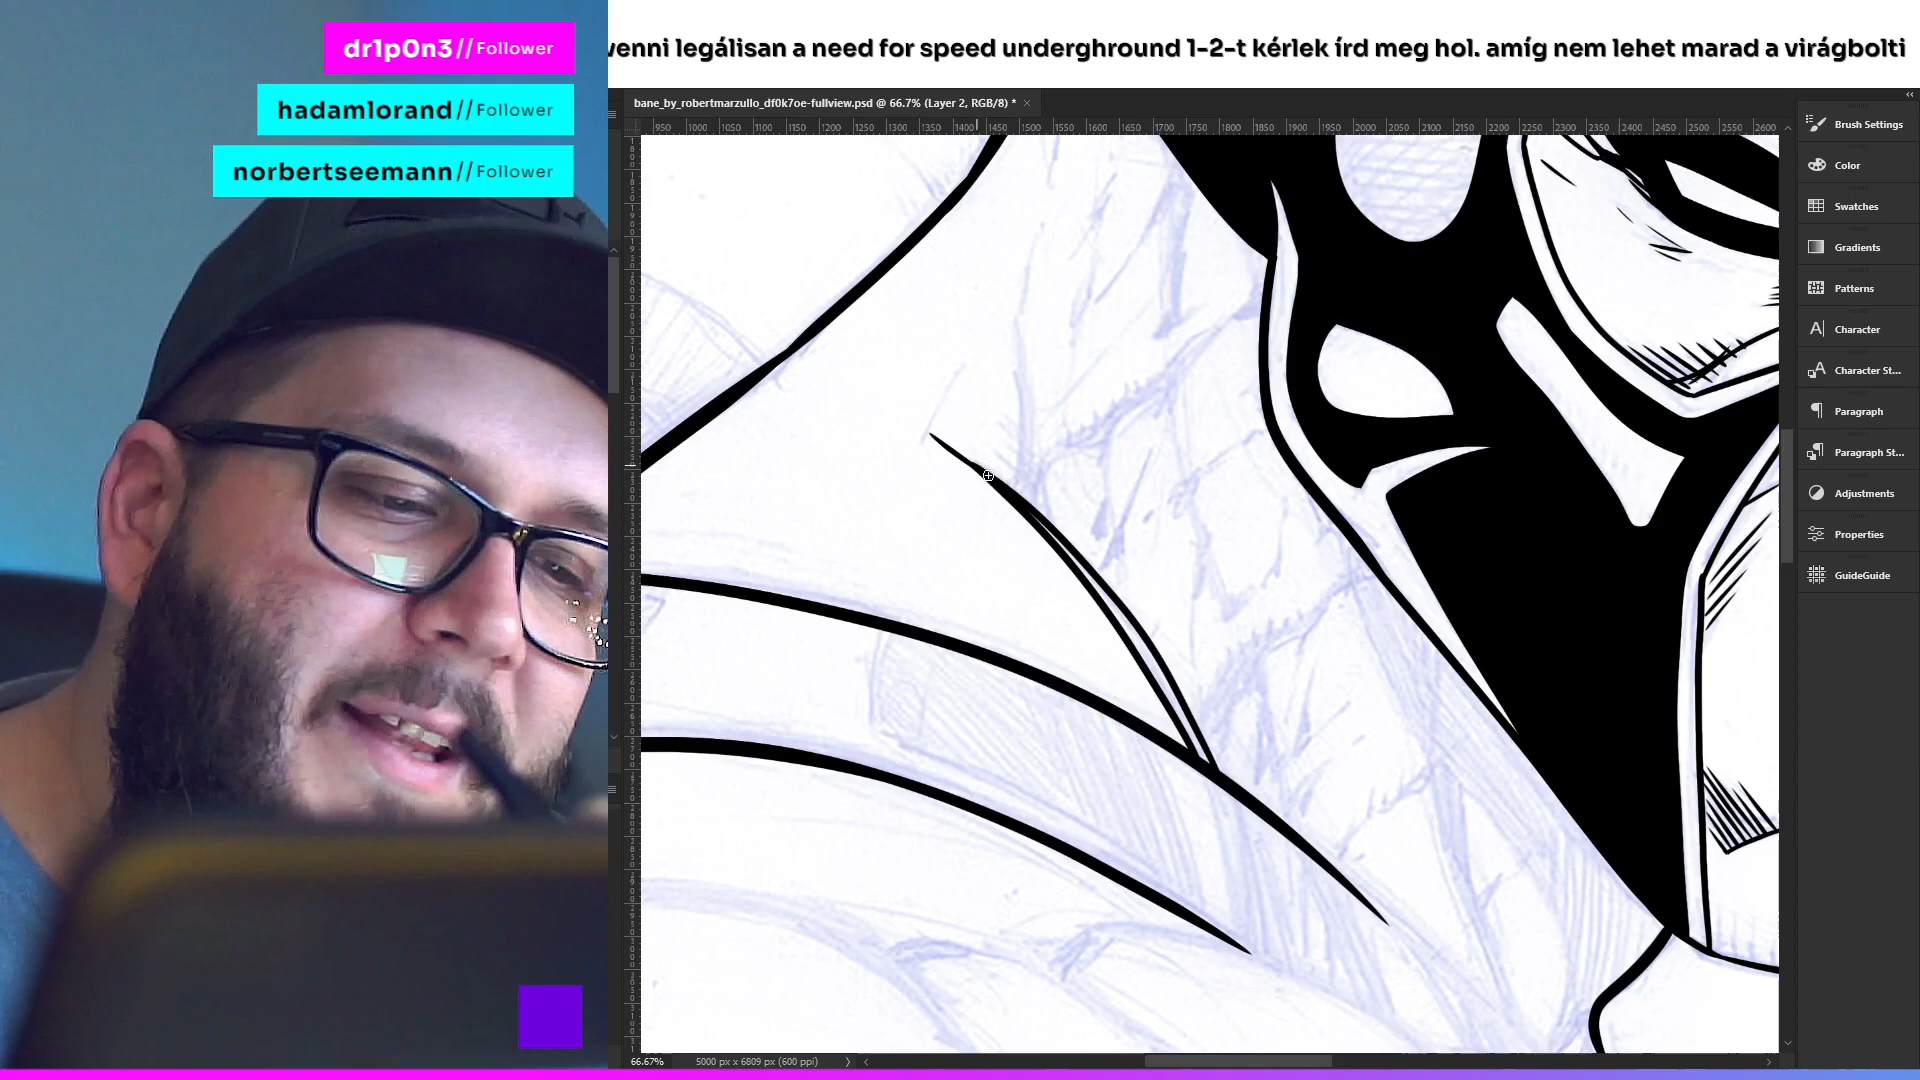 dr1p0n3//Follower
hadamlorand//Follower
norbertseemann//Follower
venni legálisan a need for speed underghround 1-2-t kérlek írd meg hol. amíg nem lehet marad a virágbolti
bane_by_robertmarzullo_df0k7oe-fullview.psd @ 66.7% (Layer 2, RGB/8) *
950 1000 1050 1100 1150 1200 1250 1300 1350 1400 1450 1500 1550 1600 1650 1700 1750 1800 1850 1900 1950 2000 2050 2100 2150 2200 2250 2300 2350 2400 2450 2500 2550 2600
Brush Settings
Color
Swatches
Gradients
Patterns
Character
Character St...
Paragraph
Paragraph St...
Adjustments
Properties
GuideGuide
66.67% 5000 px x 6809 px (600 ppi)